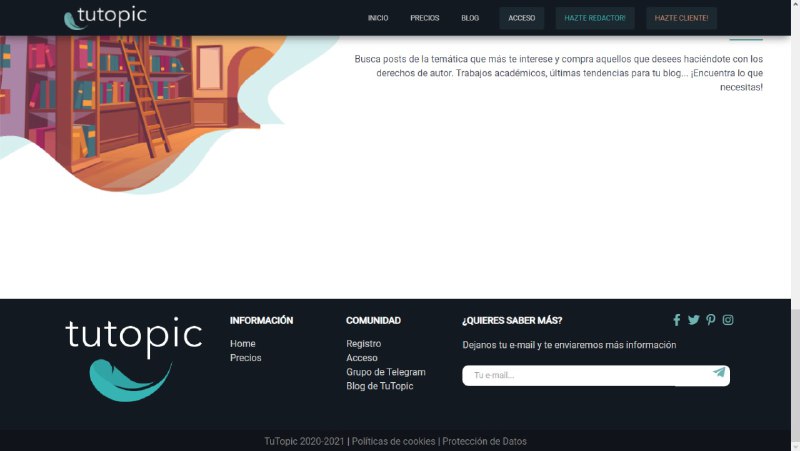 tutopic
INICIO
PRECIOS
BLOG
ACCESO
HAZTE REDACTOR!
HAZTE CLIENTE!
Busca posts de la temática que más te interese y compra aquellos que desees haciéndote con los
derechos de autor. Trabajos académicos, últimas tendencias para tu blog... ¡Encuentra lo que
necesitas!
tutopic
INFORMACIÓN
Home
Precios
COMUNIDAD
Registro
Acceso
Grupo de Telegram
Blog de TuTopic
¿QUIERES SABER MÁS?
Dejanos tu e-mail y te enviaremos más información
Tu e-mail...
TuTopic 2020-2021 | Políticas de cookies | Protección de Datos